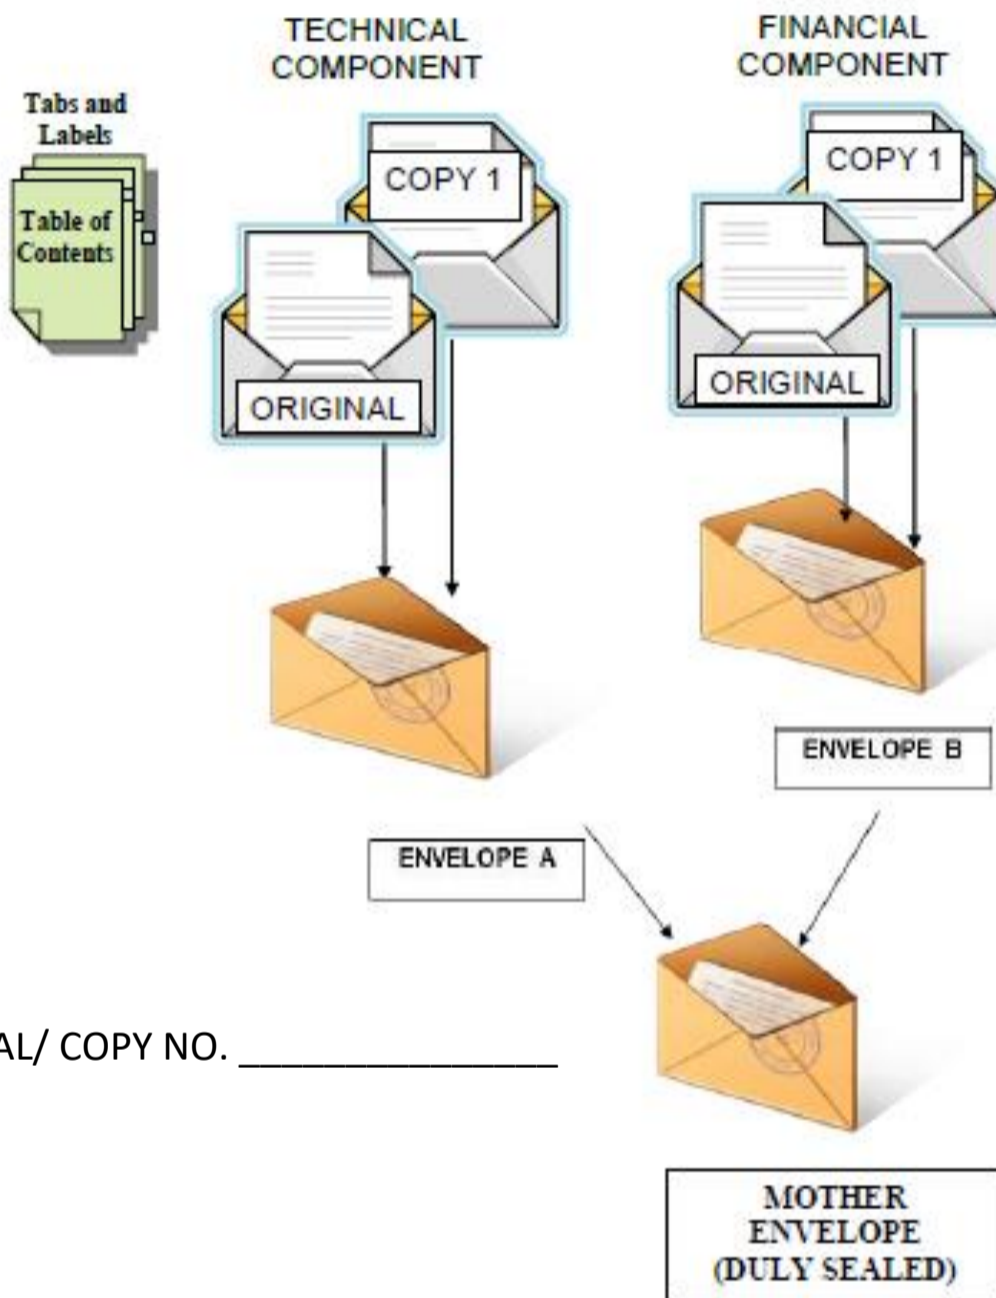 TECHNICAL
COMPONENT
FINANCIAL
COMPONENT
Tabs and
Labels
Table of
Contents
COPY 1
ORIGINAL
COPY 1
ORIGINAL
ENVELOPE B
ENVELOPE A
AL/ COPY NO. _______________
MOTHER
ENVELOPE
(DULY SEALED)